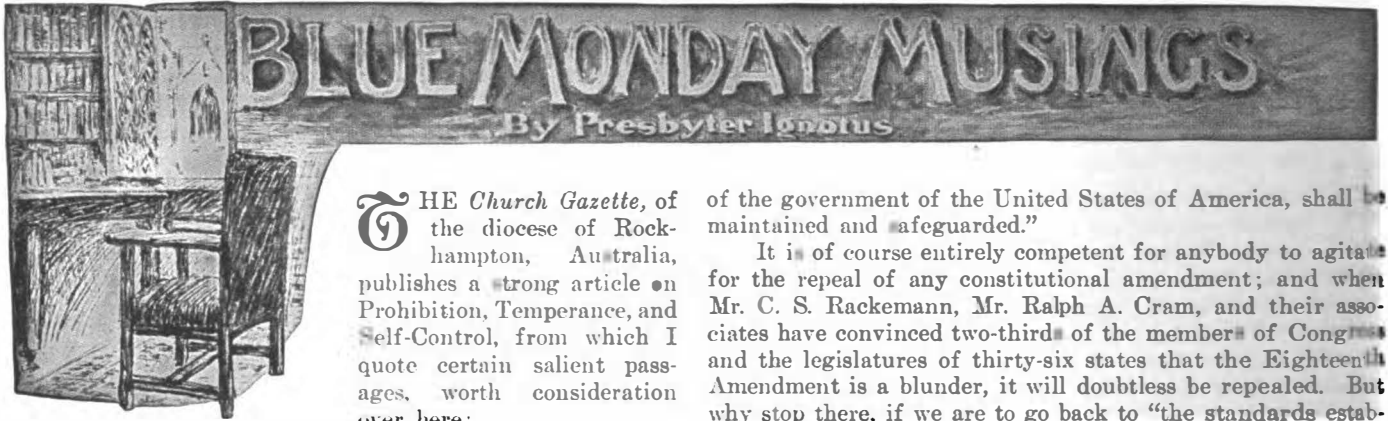 BLUE MONDAY MUSINGS
By Presbyter Ignotus
THE Church Gazette, of
the diocese of Rock-
hampton, Australia,
publishes a strong article on
Prohibition, Temperance, and
Self-Control, from which I
quote certain salient pass-
ages, worth consideration
over here:
of the government of the United States of America, shall be
maintained and safeguarded.”
It is of course entirely competent for anybody to agitate
for the repeal of any constitutional amendment; and when
Mr. C. S. Rackemann, Mr. Ralph A. Cram, and their asso-
ciates have convinced two-thirds of the members of Congress
and the legislatures of thirty-six states that the Eighteenth
Amendment is a blunder, it will doubtless be repealed. But
why stop there, if we are to go back to “the standards estab-